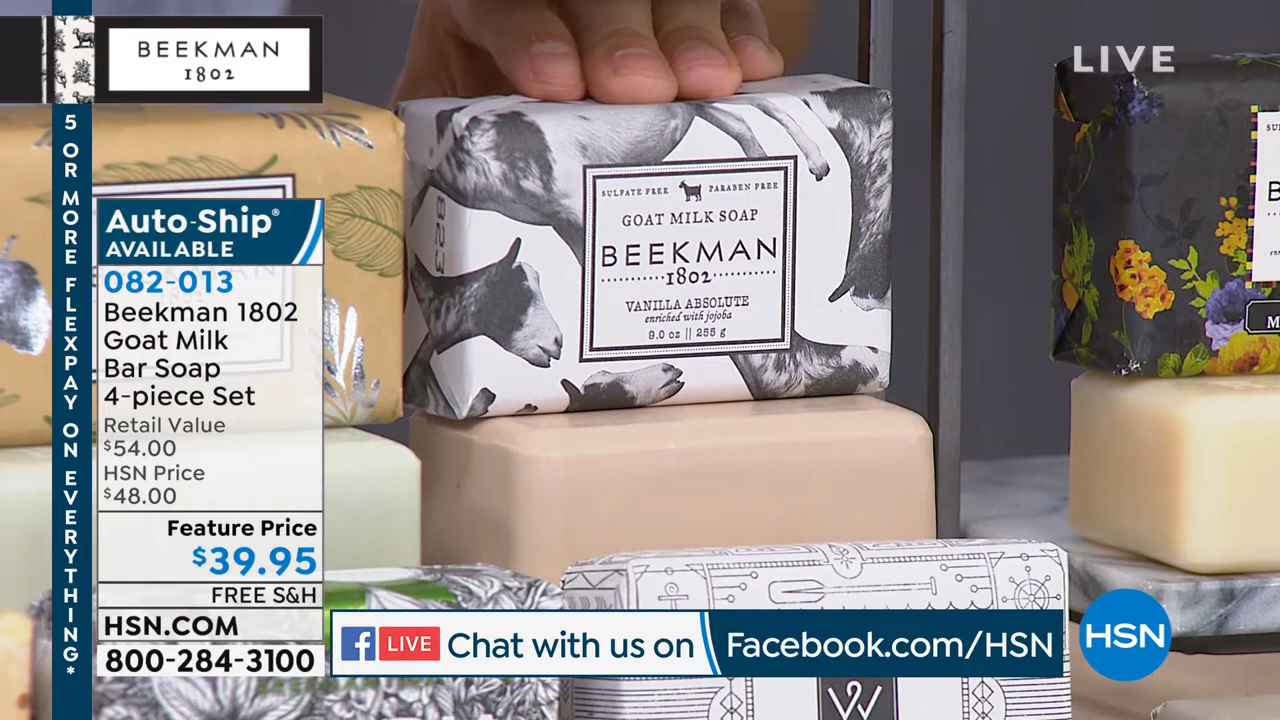 BEEKMAN
1802
LIVE
5 OR MORE FLEXPAY ON EVERYTHING*
Auto-Ship®
AVAILABLE
082-013
Beekman 1802
Goat Milk
Bar Soap
4-piece Set
Retail Value
$54.00
HSN Price
$48.00
Feature Price
$39.95
FREE S&H
HSN.COM
800-284-3100
SULFATE FREE PARABEN FREE
GOAT MILK SOAP
BEEKMAN
1802
VANILLA ABSOLUTE
enriched with jojoba
9.0 oz || 255 g
823
LIVE
Chat with us on
Facebook.com/HSN
HSN
W